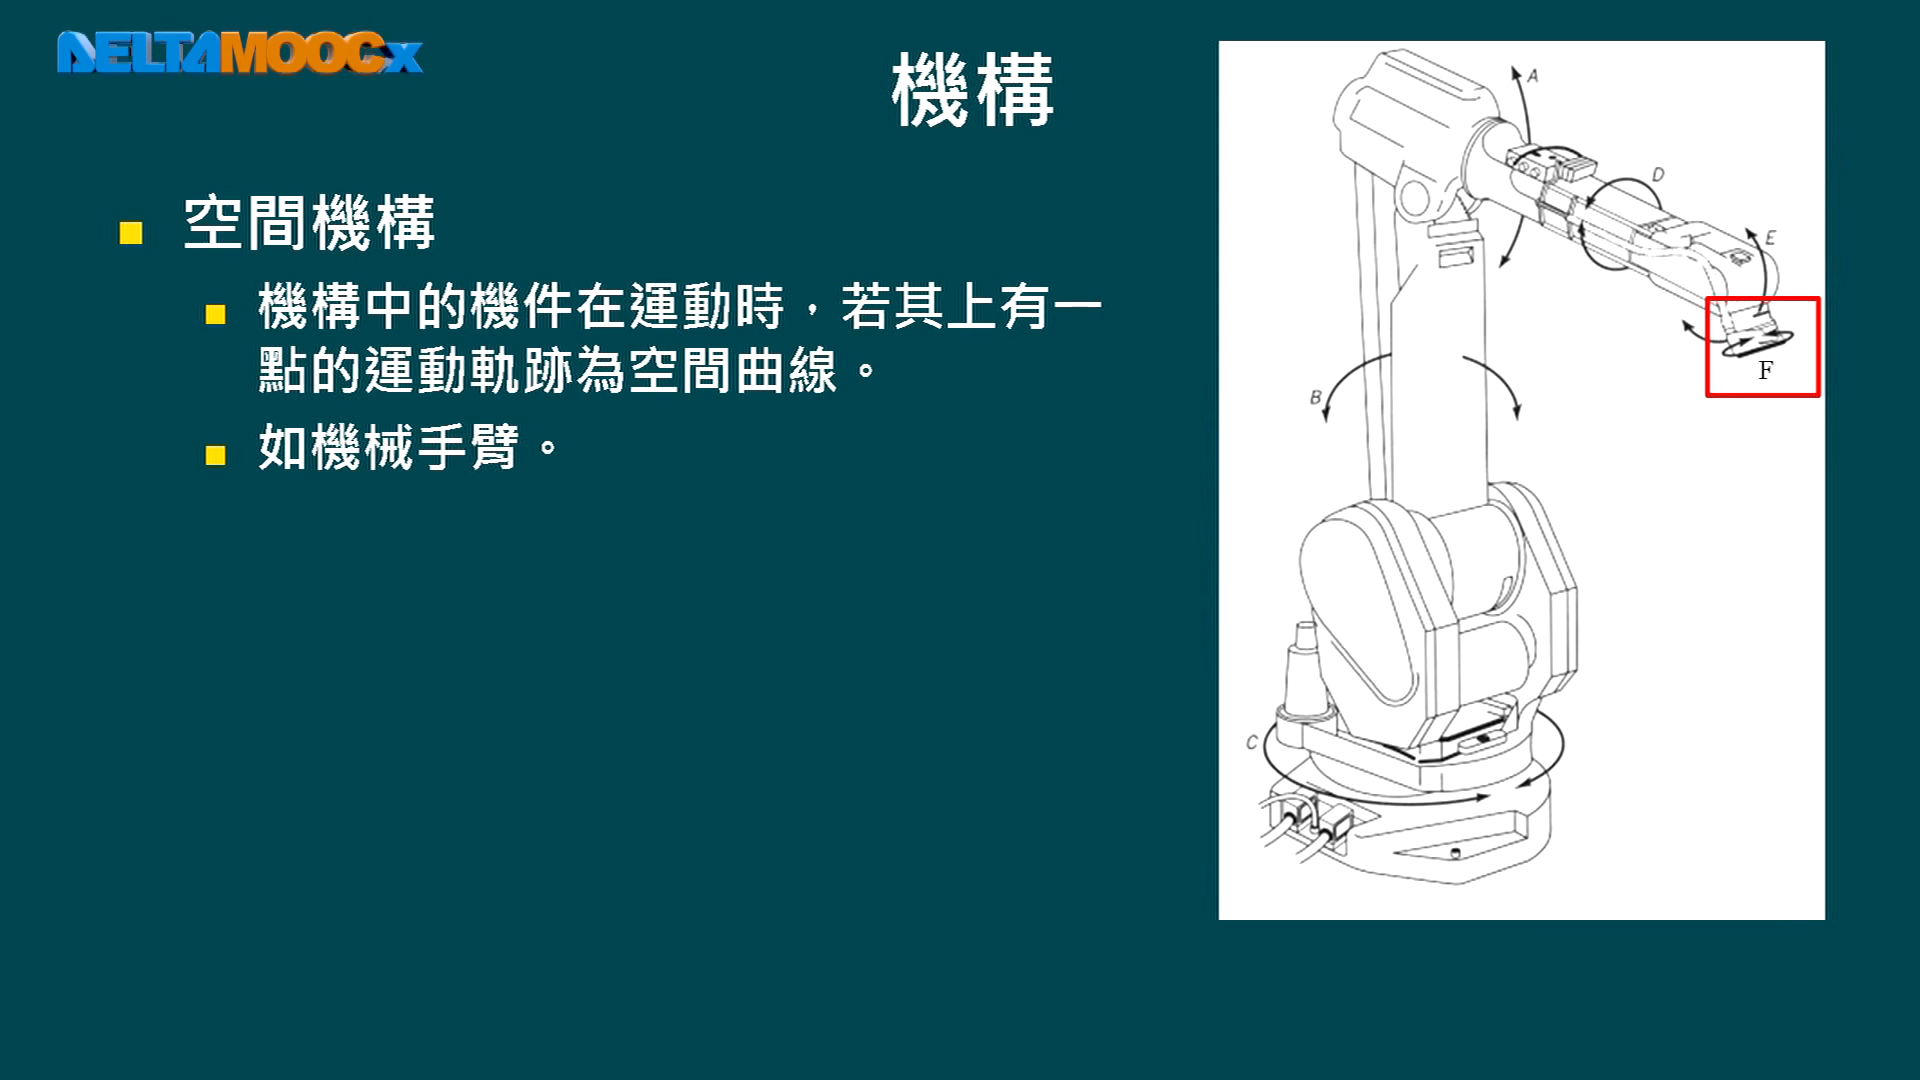 DELTAMOOCx
機構
空間機構
機構中的機件在運動時，若其上有一
點的運動軌跡為空間曲線。
如機械手臂。
A
D
E
F
B
C